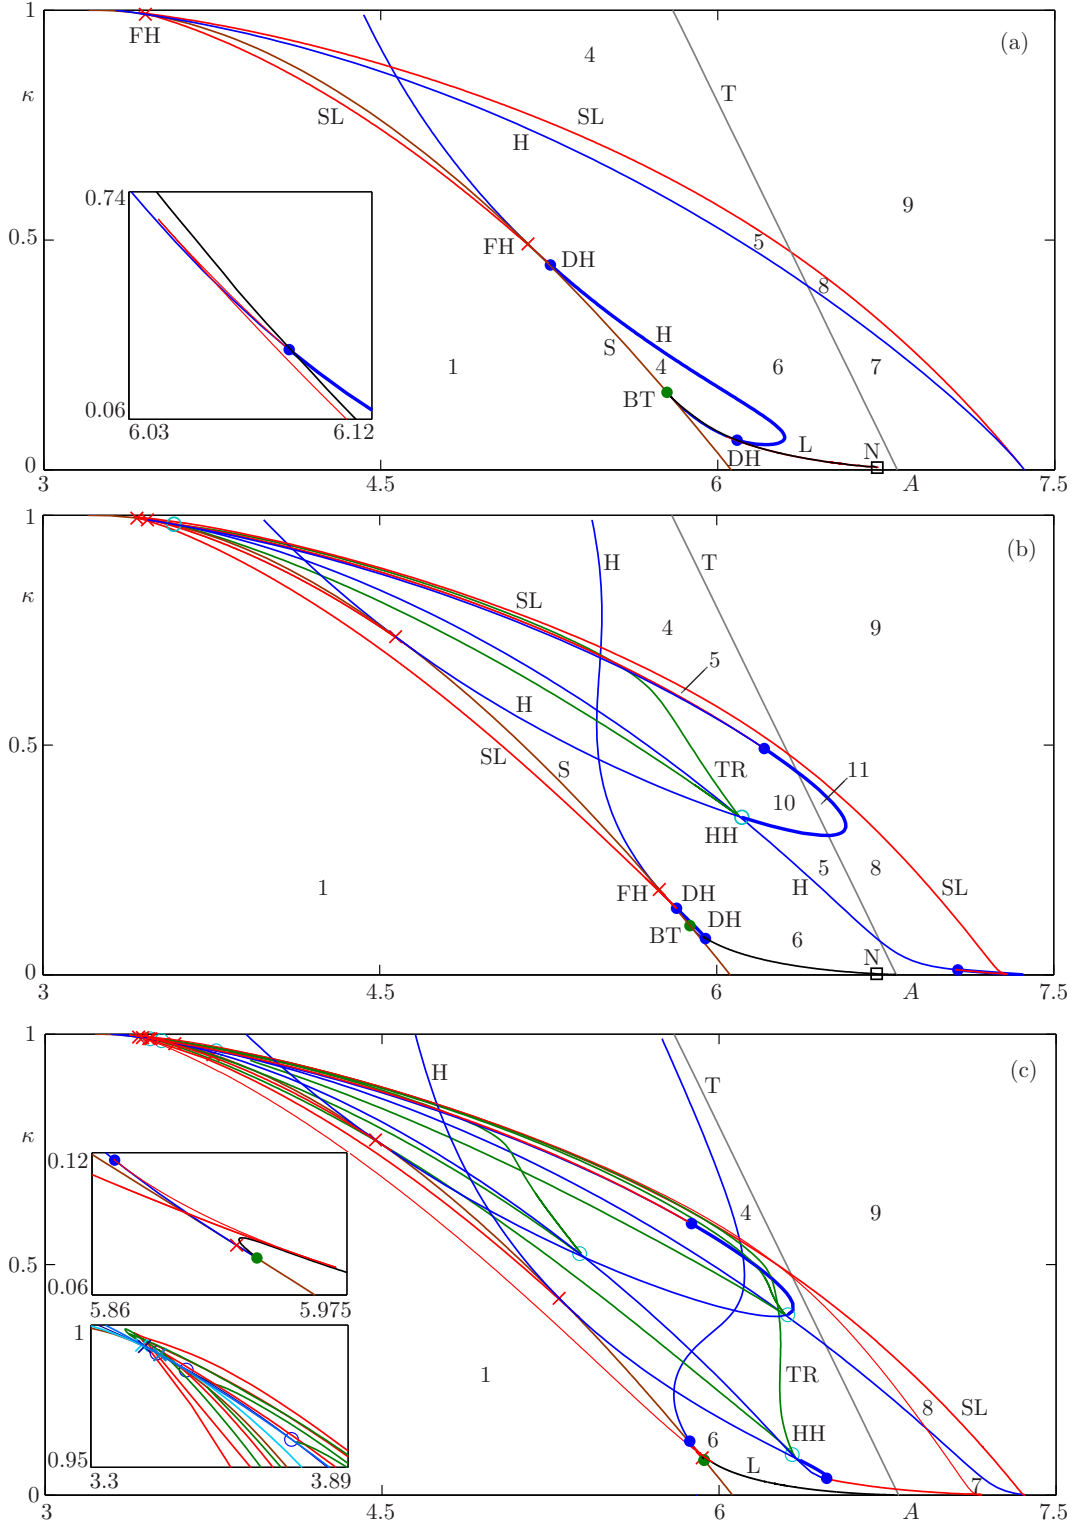 1
(a)
4
FH
T
κ
SL
SL
H
9
0.74
0.5
5
FH
DH
8
H
S
1
4
6
7
BT
0.06
6.03
6.12
L
N
DH
0
3
4.5
6
A
7.5
1
(b)
H
T
κ
SL
4
9
5
H
0.5
SL
S
TR
11
10
HH
5
8
1
FH
DH
H
SL
DH
BT
6
N
0
3
4.5
6
A
7.5
1
(c)
H
T
κ
0.12
4
9
0.5
0.06
5.86
5.975
1
1
TR
8
SL
6
HH
L
0.95
7
3.3
3.89
0
3
4.5
6
A
7.5